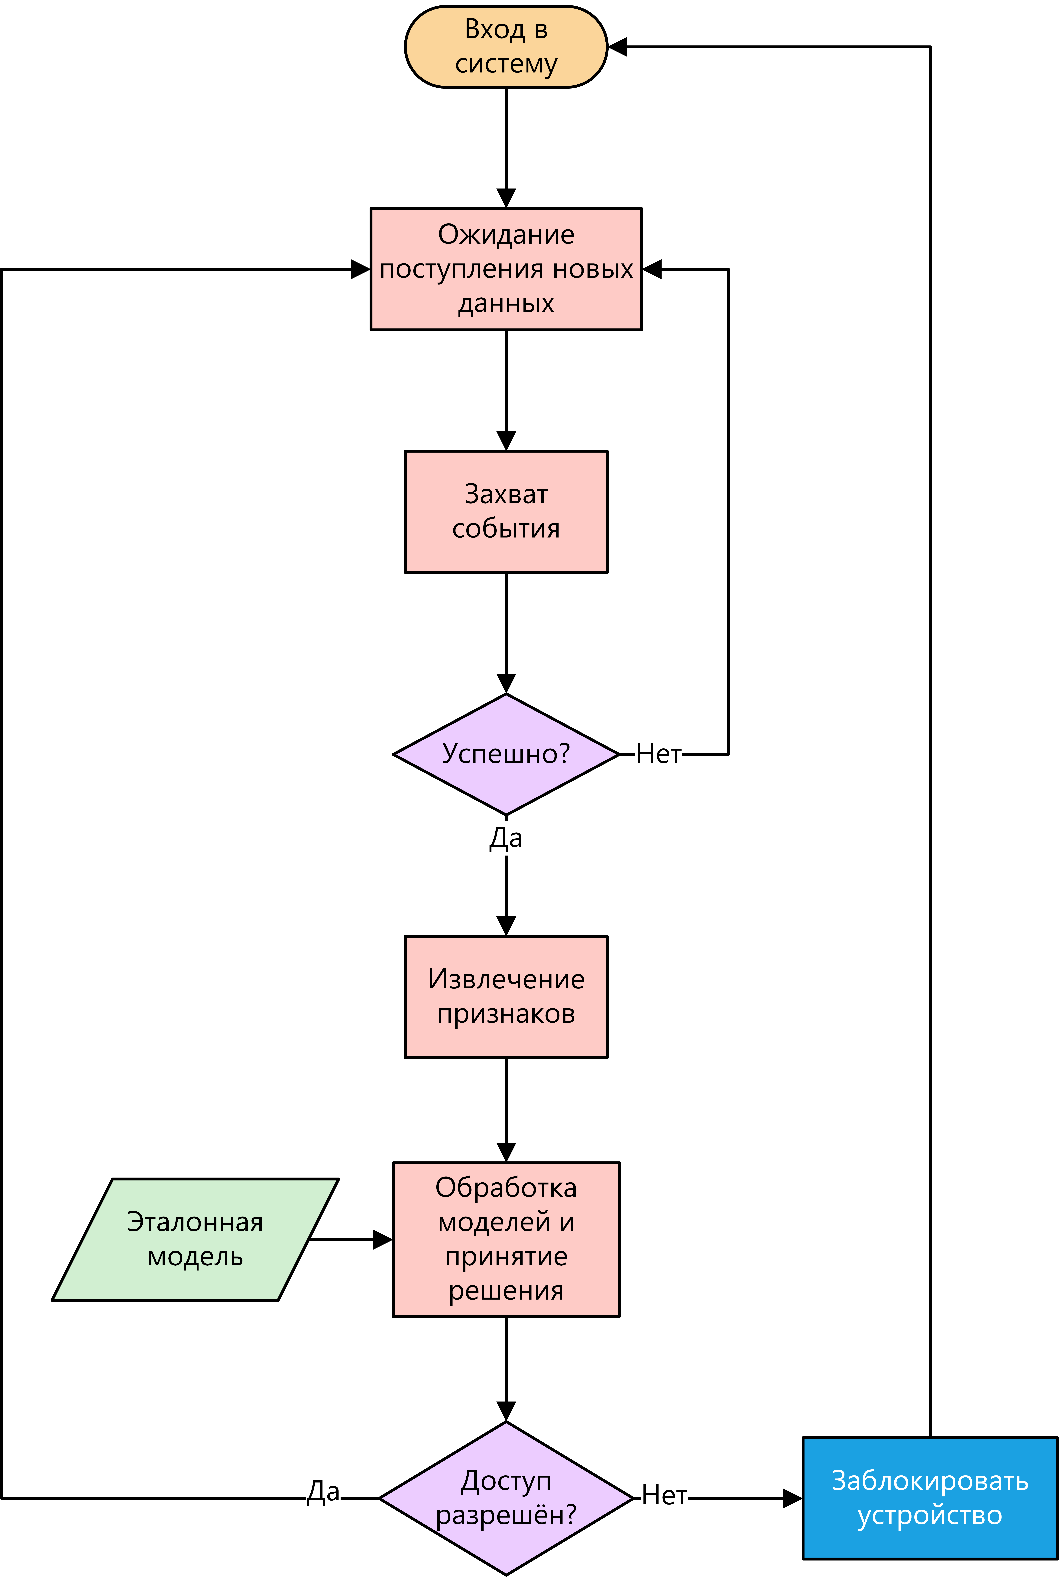 Вход в
систему
Ожидание
поступления новых
данных
Захват
события
Успешно?
Нет
Да
Извлечение
признаков
Эталонная
модель
Обработка
моделей и
принятие
решения
Да
Доступ
разрешён?
Нет
Заблокировать
устройство